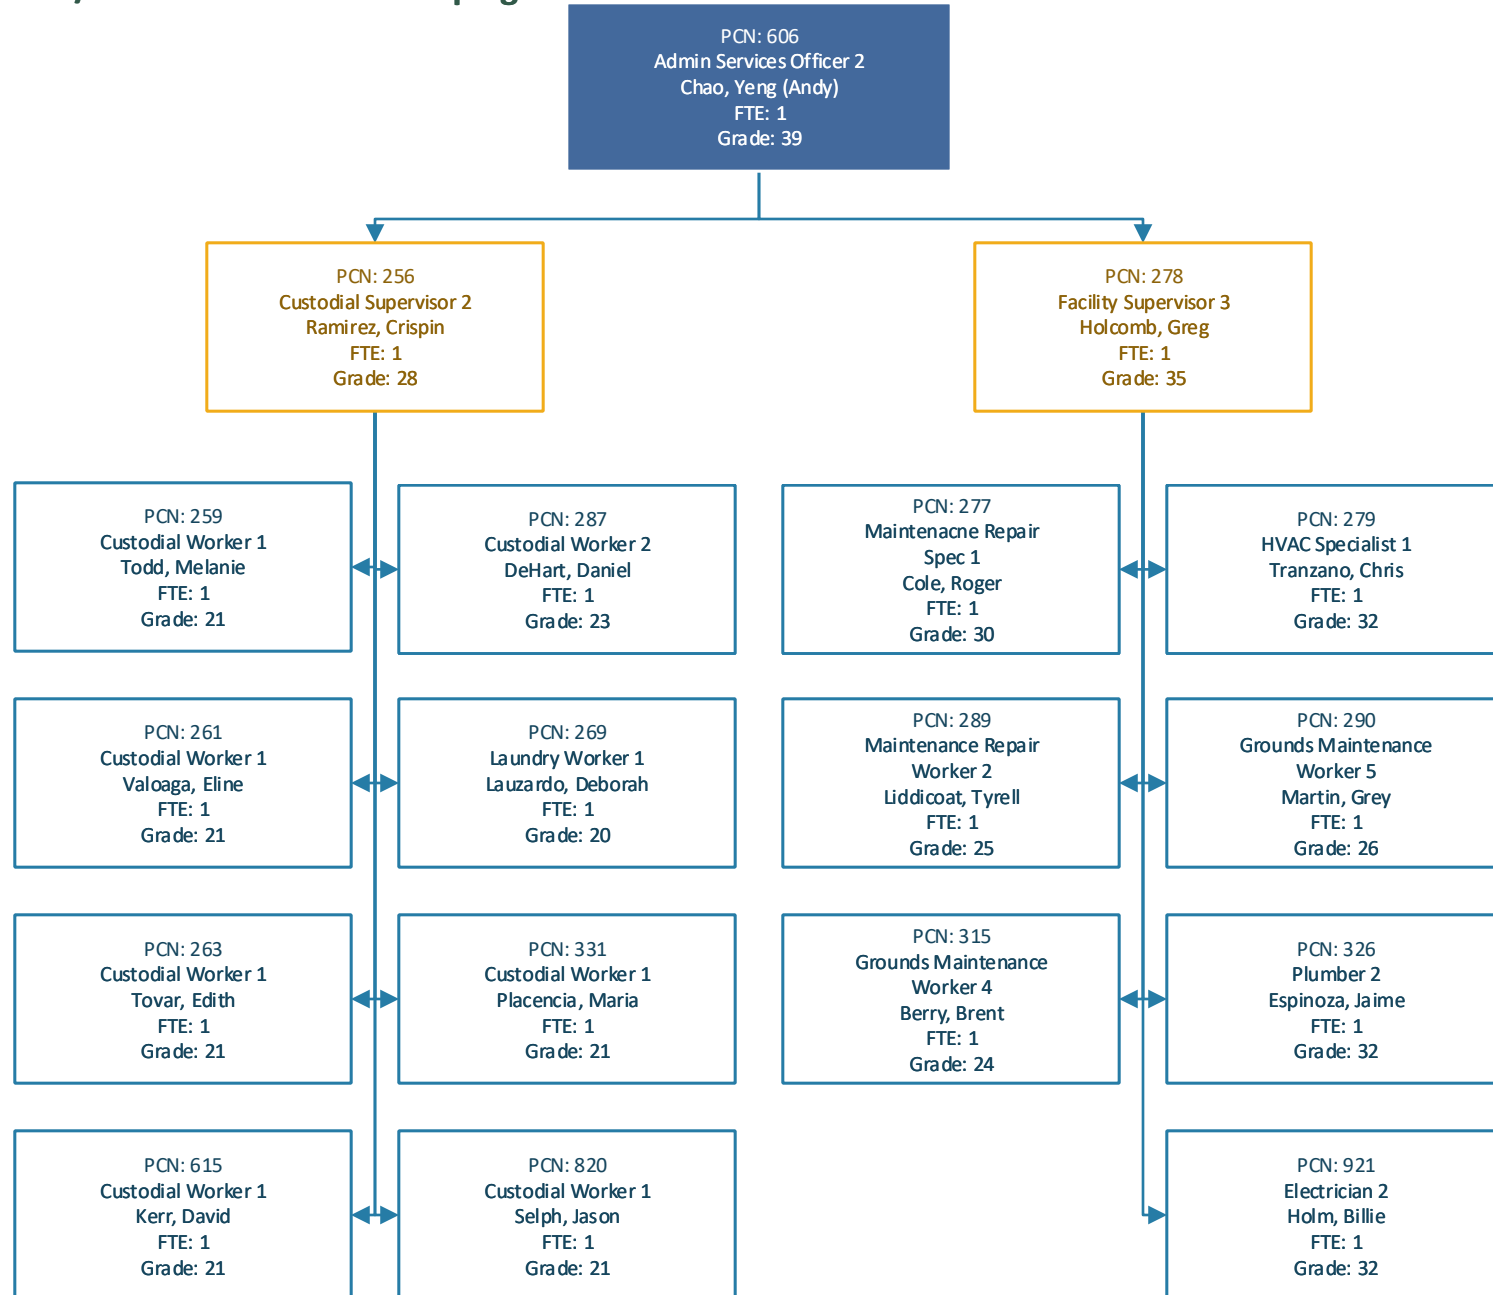 PCN: 606
Admin Services Officer 2
Chao, Yeng (Andy)
FTE: 1
Grade: 39
PCN: 256
Custodial Supervisor 2
Ramirez, Crispin
FTE: 1
Grade: 28
PCN: 278
Facility Supervisor 3
Holcomb, Greg
FTE: 1
Grade: 35
PCN: 259
Custodial Worker 1
Todd, Melanie
FTE: 1
Grade: 21
PCN: 287
Custodial Worker 2
DeHart, Daniel
FTE: 1
Grade: 23
PCN: 277
Maintenacne Repair
Spec 1
Cole, Roger
FTE: 1
Grade: 30
PCN: 279
HVAC Specialist 1
Tranzano, Chris
FTE: 1
Grade: 32
PCN: 261
Custodial Worker 1
Valoaga, Eline
FTE: 1
Grade: 21
PCN: 269
Laundry Worker 1
Lauzardo, Deborah
FTE: 1
Grade: 20
PCN: 289
Maintenance Repair
Worker 2
Liddicoat, Tyrell
FTE: 1
Grade: 25
PCN: 290
Grounds Maintenance
Worker 5
Martin, Grey
FTE: 1
Grade: 26
PCN: 263
Custodial Worker 1
Tovar, Edith
FTE: 1
Grade: 21
PCN: 331
Custodial Worker 1
Placencia, Maria
FTE: 1
Grade: 21
PCN: 315
Grounds Maintenance
Worker 4
Berry, Brent
FTE: 1
Grade: 24
PCN: 326
Plumber 2
Espinoza, Jaime
FTE: 1
Grade: 32
PCN: 615
Custodial Worker 1
Kerr, David
FTE: 1
Grade: 21
PCN: 820
Custodial Worker 1
Selph, Jason
FTE: 1
Grade: 21
PCN: 921
Electrician 2
Holm, Billie
FTE: 1
Grade: 32